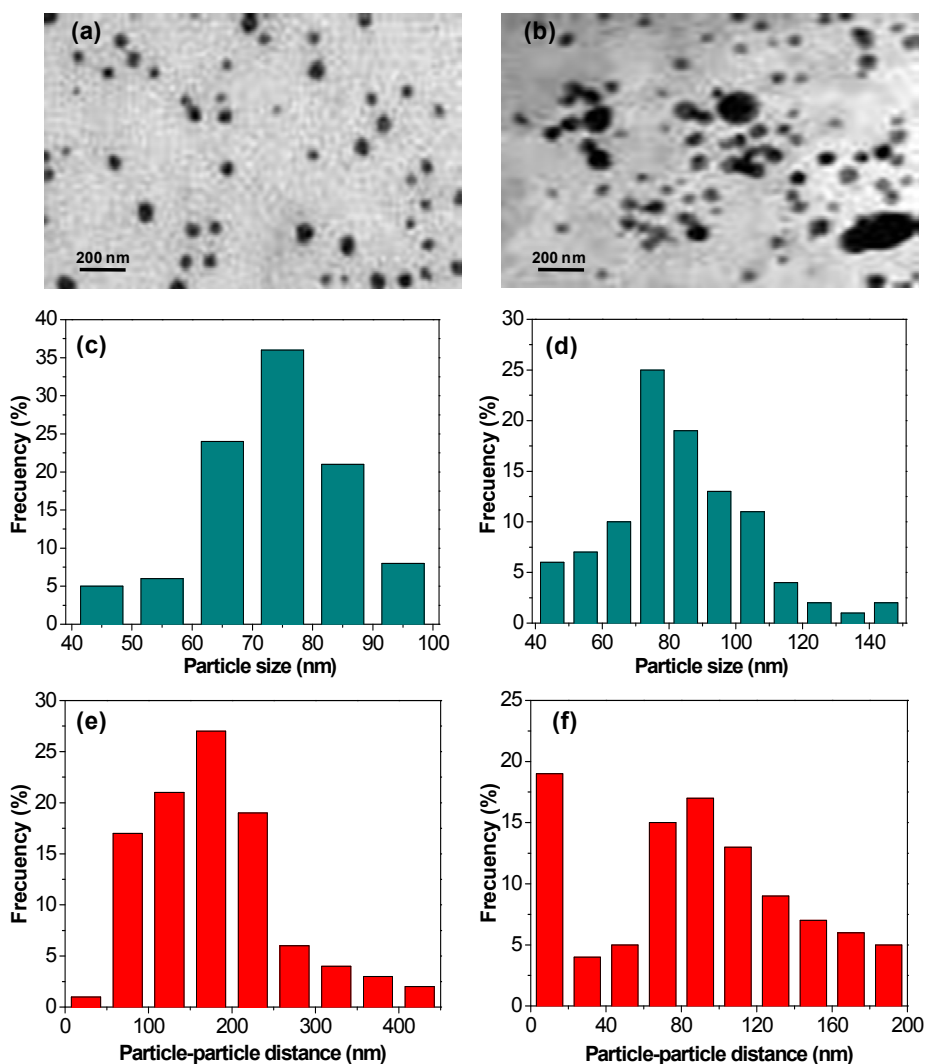 (a)
200 nm
(b)
200 nm
(c)
Frecuency (%)
40
35
30
25
20
15
10
5
0
40 50 60 70 80 90 100
Particle size (nm)
(d)
Frecuency (%)
30
25
20
15
10
5
0
40 60 80 100 120 140
Particle size (nm)
(e)
Frecuency (%)
30
25
20
15
10
5
0
0 100 200 300 400
Particle-particle distance (nm)
(f)
Frecuency (%)
25
20
15
10
5
0
0 40 80 120 160 200
Particle-particle distance (nm)